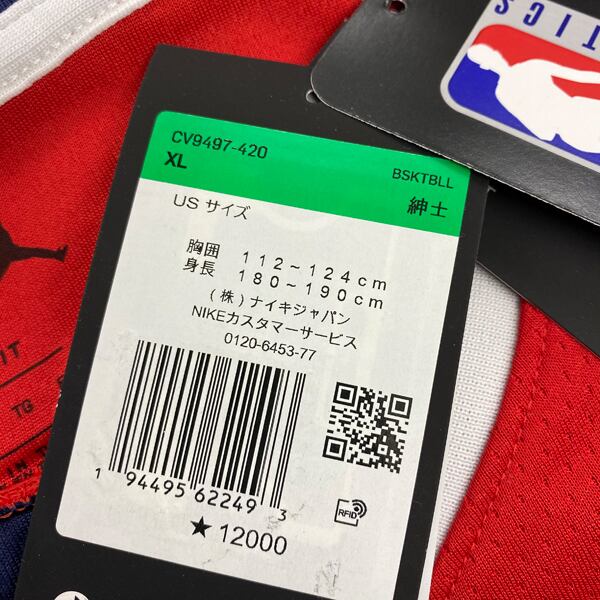 CV9497-420
XL
BSKTBLL
US サイズ
紳士
胸囲 112~124cm
身長 180~190cm
(株)ナイキジャパン
NIKEカスタマーサービス
0120-6453-77
1 94495 62249 3
RFID
★12000
TG